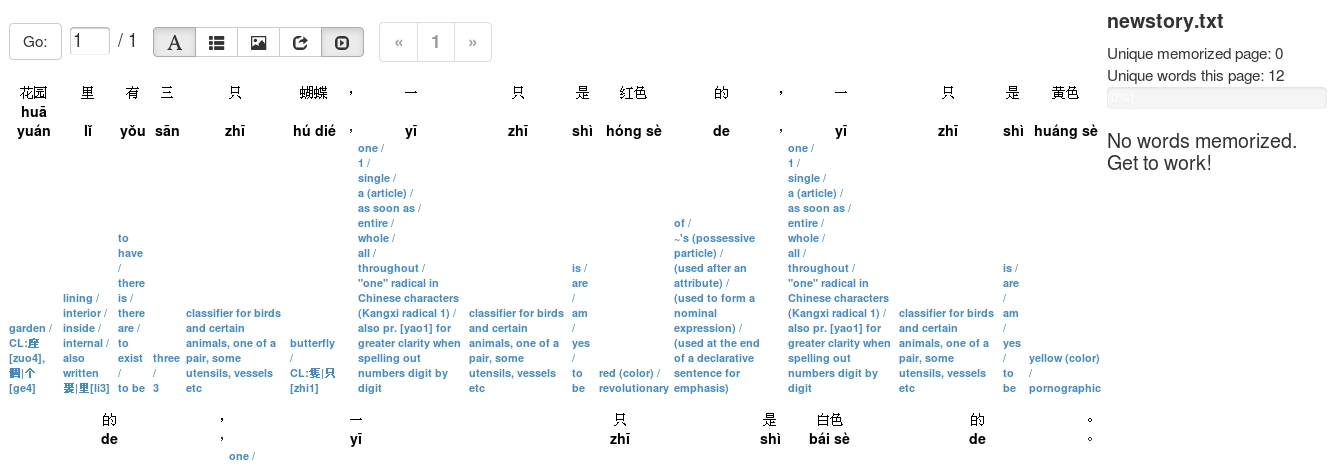 Go: 1 / 1 A « 1 »
newstory.txt
Unique memorized page: 0
Unique words this page: 12
No words memorized.
Get to work!
花园 里 有 三 只 蝴蝶 , 一 只 是 红色 的 , 一 只 是 黄色
huā
yuán lǐ yǒu sān zhī hú dié , yī zhī shì hóng sè de , yī zhī shì huáng sè
garden /
CL:座
[zuo4],
個|个
[ge4]
lining /
interior /
inside /
internal /
also
written
裡|里[li3]
to
have
/
there
is /
there
are /
to
exist
/
to be
three
/
3
classifier for birds
and certain
animals, one of a
pair, some
utensils, vessels
etc
butterfly
/
CL:隻|只
[zhi1]
one /
1 /
single /
a (article) /
as soon as /
entire /
whole /
all /
throughout /
"one" radical in
Chinese characters
(Kangxi radical 1) /
also pr. [yao1] for
greater clarity when
spelling out
numbers digit by
digit
classifier for birds
and certain
animals, one of a
pair, some
utensils, vessels
etc
is /
are
/
am
/
yes
/
to
be
red (color) /
revolutionary
of /
~'s (possessive
particle) /
(used after an
attribute) /
(used to form a
nominal
expression) /
(used at the end
of a declarative
sentence for
emphasis)
one /
1 /
single /
a (article) /
as soon as /
entire /
whole /
all /
throughout /
"one" radical in
Chinese characters
(Kangxi radical 1) /
also pr. [yao1] for
greater clarity when
spelling out
numbers digit by
digit
classifier for birds
and certain
animals, one of a
pair, some
utensils, vessels
etc
is /
are
/
am
/
yes
/
to
be
yellow (color)
/
pornographic
的 , 一 只 是 白色 的 。
de , yī zhī shì bái sè de 。
one /